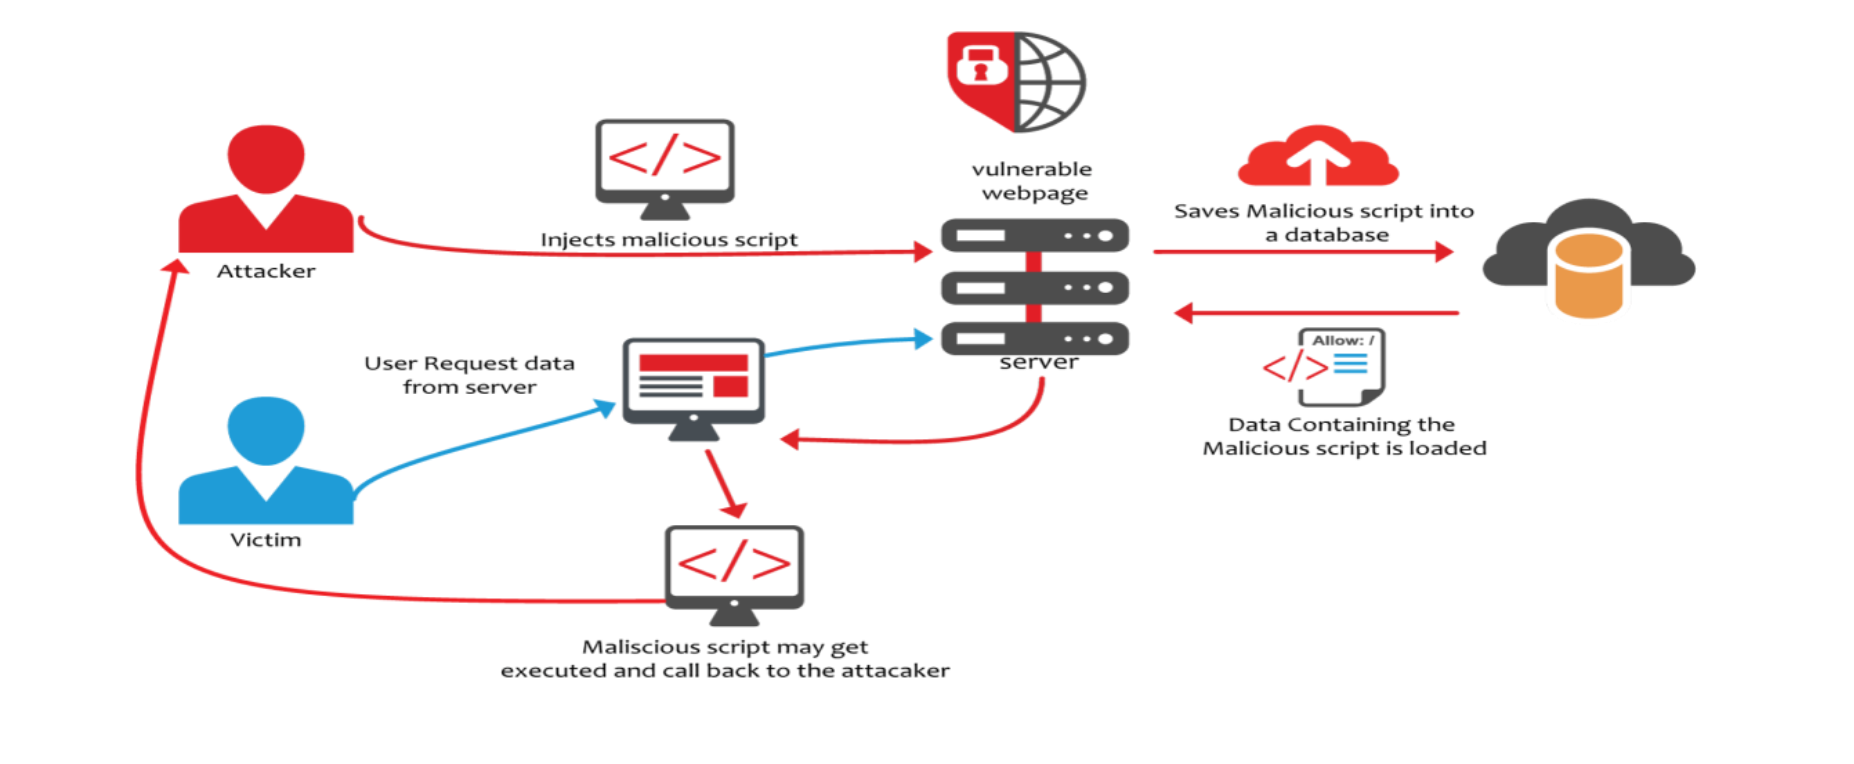 vulnerable
webpage
Injects malicious script
Attacker
Saves Malicious script into
a database
server
User Request data
from server
Allow: /
</>
</>
</>
Data Containing the
Malicious script is loaded
Victim
Maliscious script may get
executed and call back to the attacaker